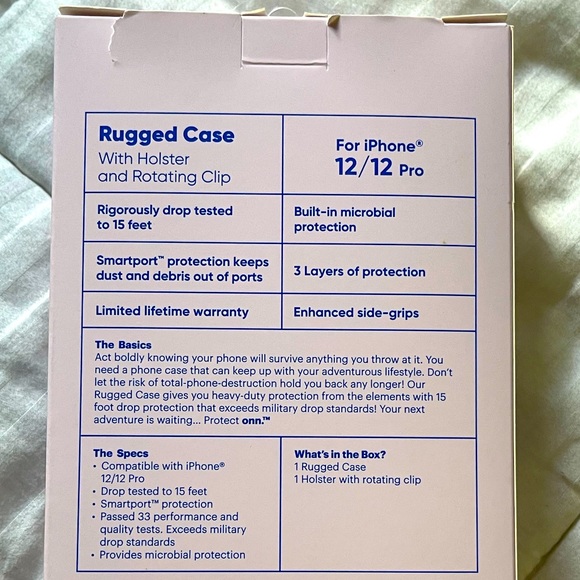 Rugged Case
With Holster
and Rotating Clip
For iPhone®
12/12 Pro
Rigorously drop tested
to 15 feet
Built-in microbial
protection
Smartport™ protection keeps
dust and debris out of ports
3 Layers of protection
Limited lifetime warranty
Enhanced side-grips
The Basics
Act boldly knowing your phone will survive anything you throw at it. You
need a phone case that can keep up with your adventurous lifestyle. Don't
let the risk of total-phone-destruction hold you back any longer! Our
Rugged Case gives you heavy-duty protection from the elements with 15
foot drop protection that exceeds military drop standards! Your next
adventure is waiting... Protect onn.™
The Specs
• Compatible with iPhone®
12/12 Pro
• Drop tested to 15 feet
• Smartport™ protection
• Passed 33 performance and
quality tests. Exceeds military
drop standards
• Provides microbial protection
What's in the Box?
1 Rugged Case
1 Holster with rotating clip